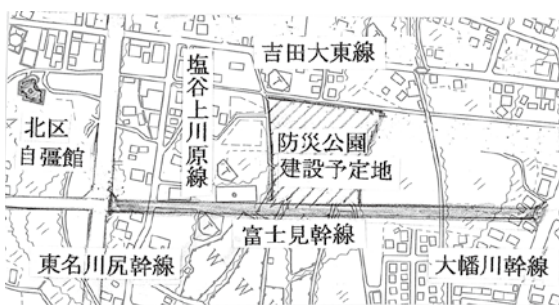 吉田大東線
塩谷上川原線
北区
自彊館
防災公園
建設予定地
富士見幹線
東名川尻幹線
大幡川幹線